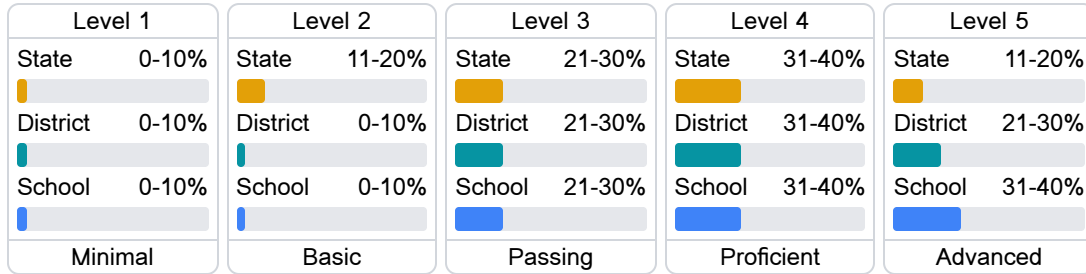 Level 1
State 0-10%
District 0-10%
School 0-10%
Minimal
Level 2
State 11-20%
District 0-10%
School 0-10%
Basic
Level 3
State 21-30%
District 21-30%
School 21-30%
Passing
Level 4
State 31-40%
District 31-40%
School 31-40%
Proficient
Level 5
State 11-20%
District 21-30%
School 31-40%
Advanced